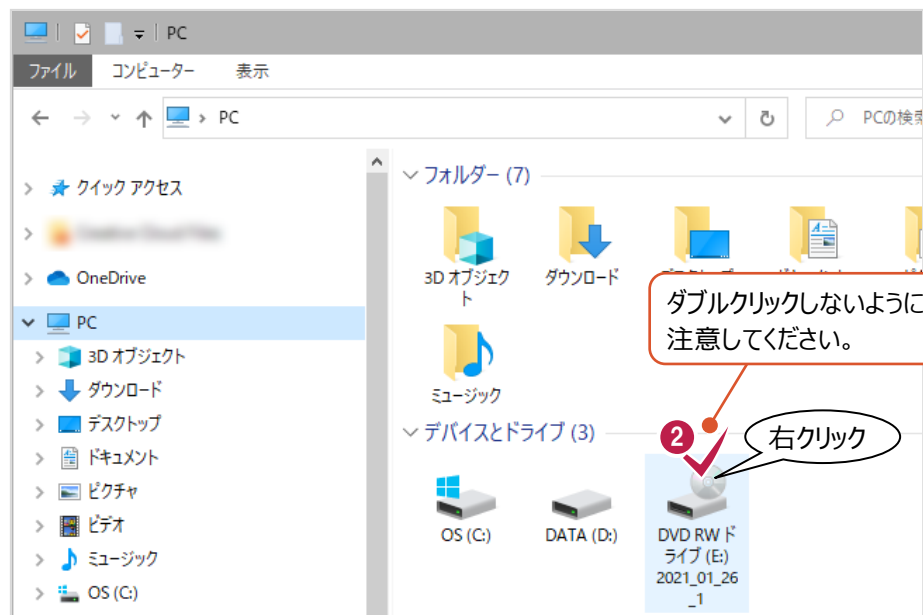 PC
ファイル コンピューター 表示
PC
PCの検索
クイック アクセス
OneDrive
PC
3D オブジェクト
ダウンロード
デスクトップ
ドキュメント
ピクチャ
ビデオ
ミュージック
OS (C:)
フォルダー (7)
3D オブジェク
ト
ダウンロード
ダブルクリックしないように
注意してください。
ミュージック
デバイスとドライブ (3)
2
右クリック
OS (C:)
DATA (D:)
DVD RW ド
ライブ (E:)
2021_01_26
_1